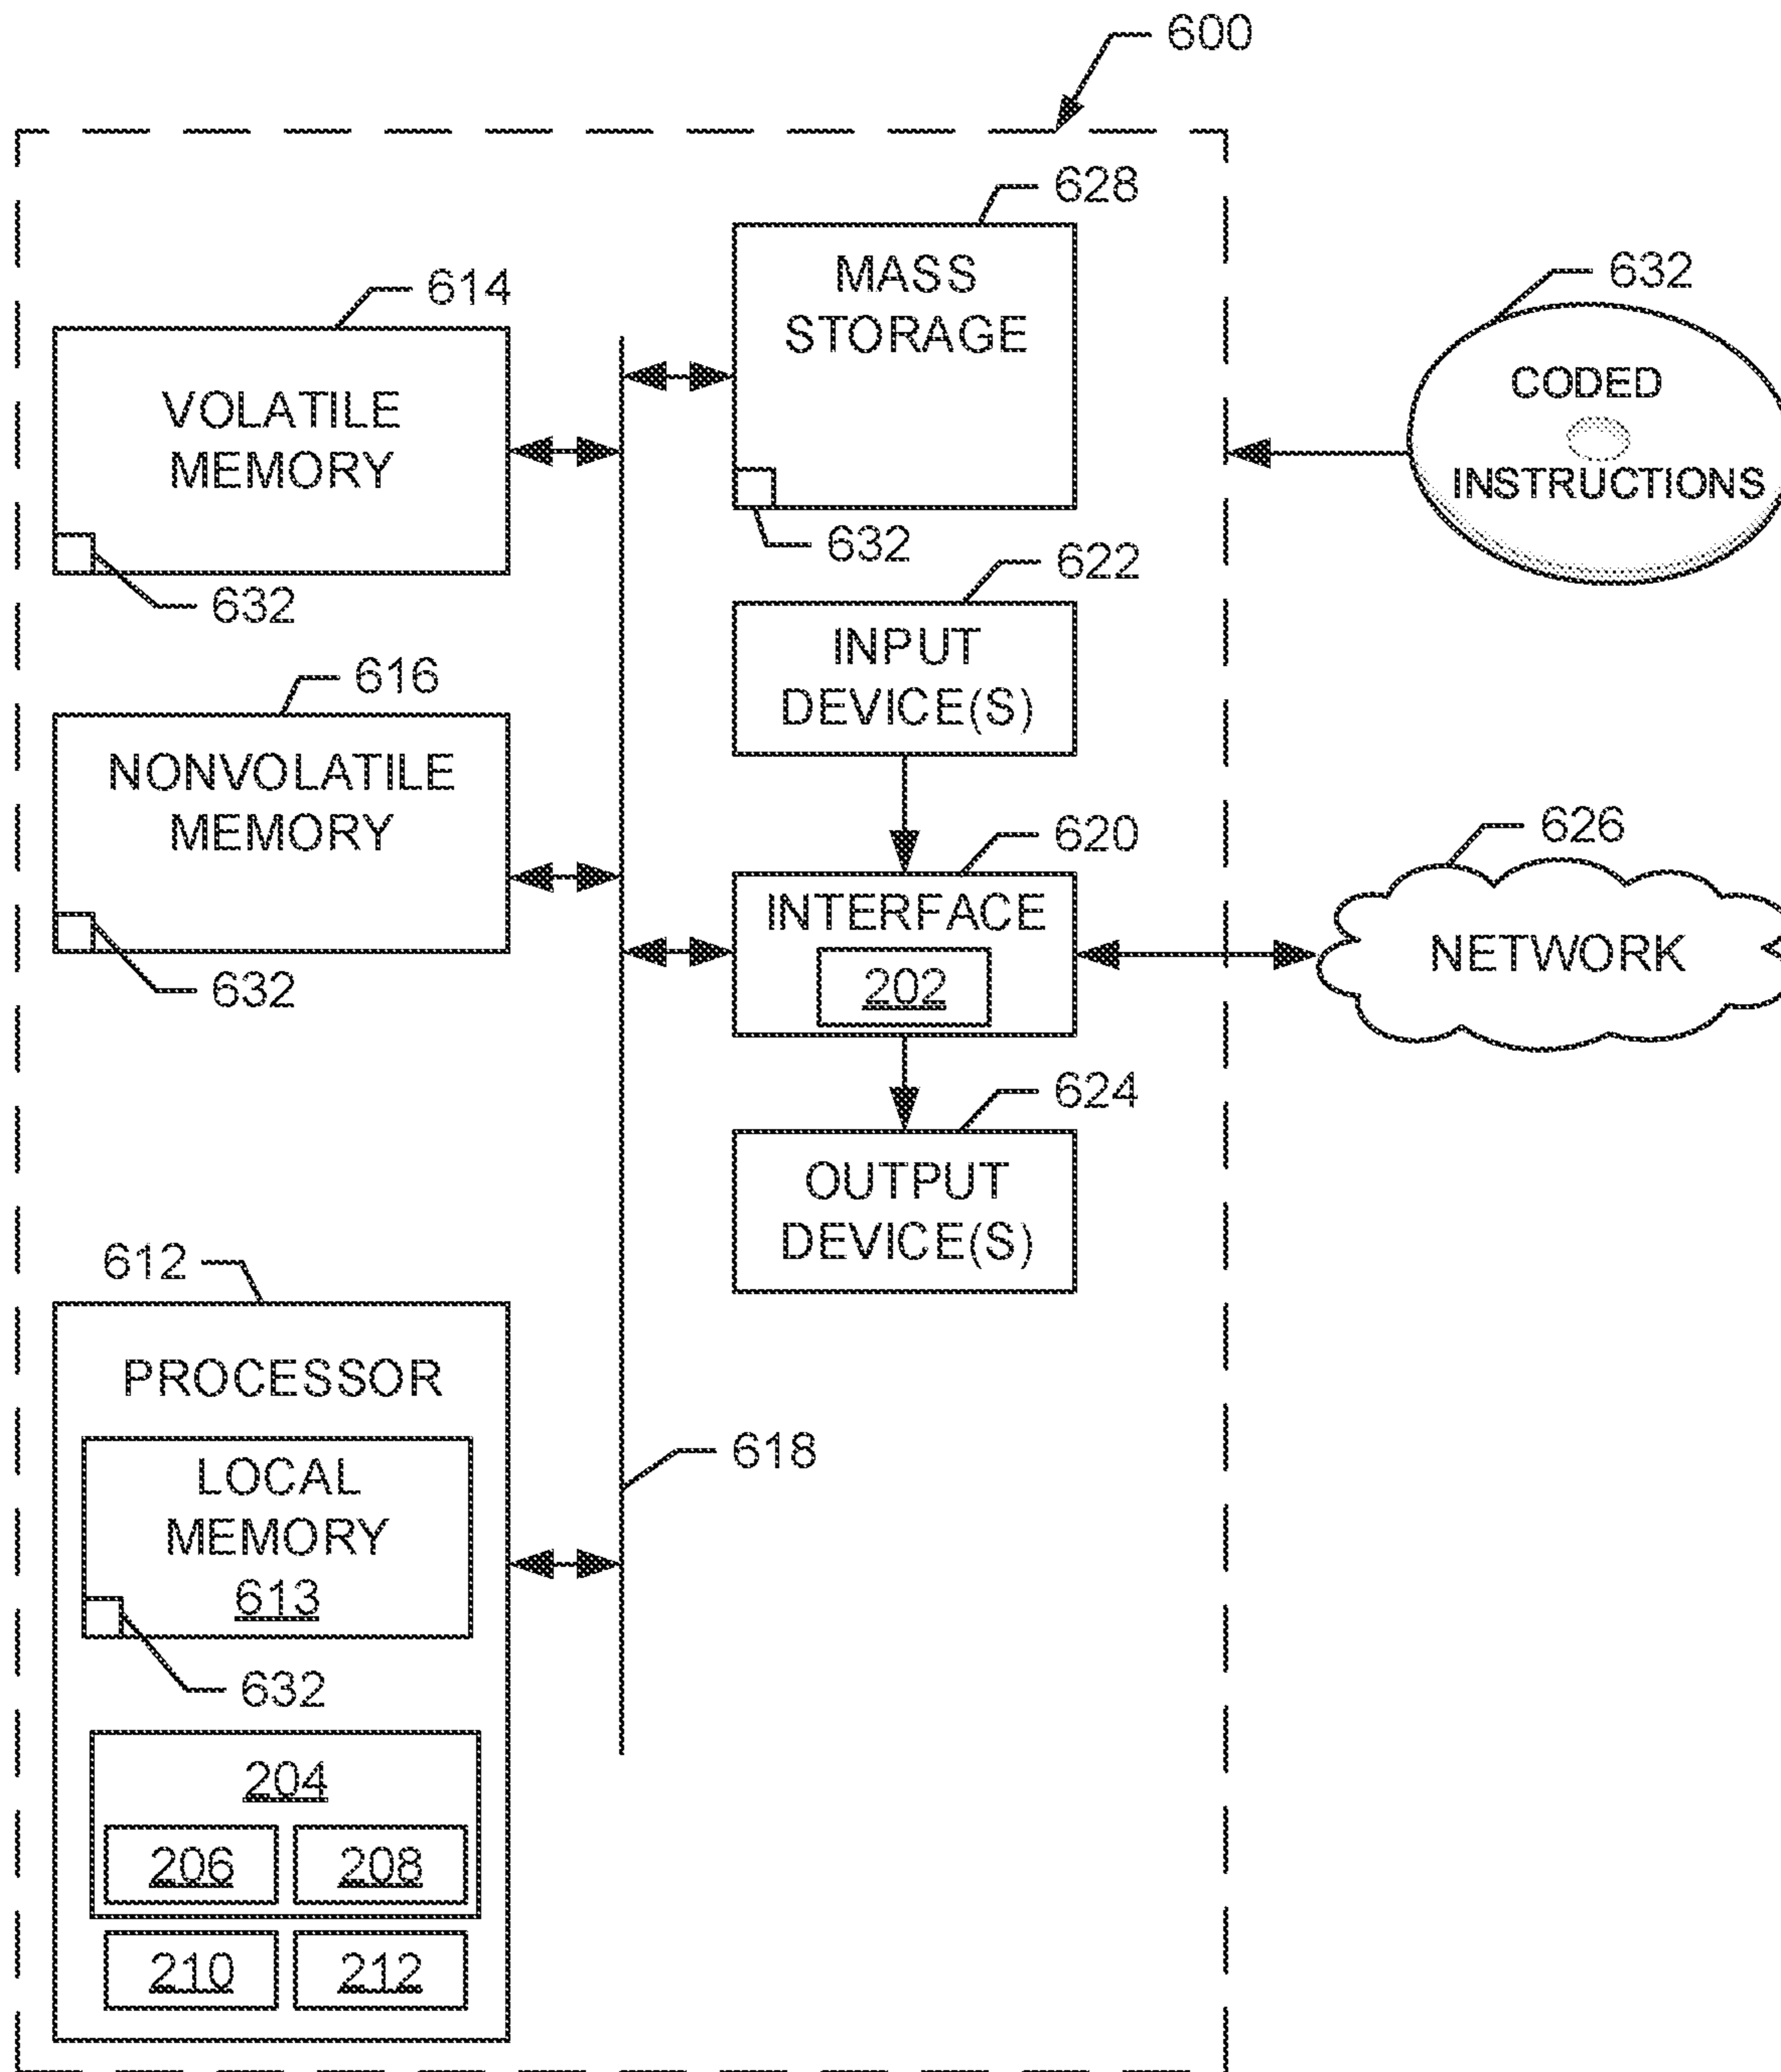 600
628
MASS
STORAGE
632
614
VOLATILE
MEMORY
632
632
CODED
INSTRUCTIONS
622
INPUT
DEVICE(S)
616
NONVOLATILE
MEMORY
632
620
INTERFACE
202
626
NETWORK
624
OUTPUT
DEVICE(S)
612
PROCESSOR
LOCAL
MEMORY
613
632
618
204
206 208
210 212